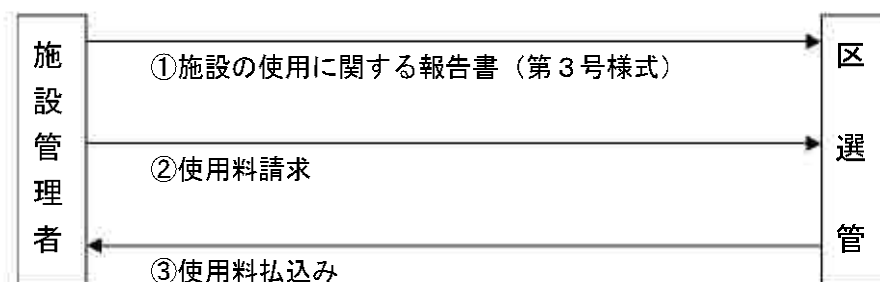 施設管理者
①施設の使用に関する報告書（第３号様式）
②使用料請求
③使用料払込み
区選管